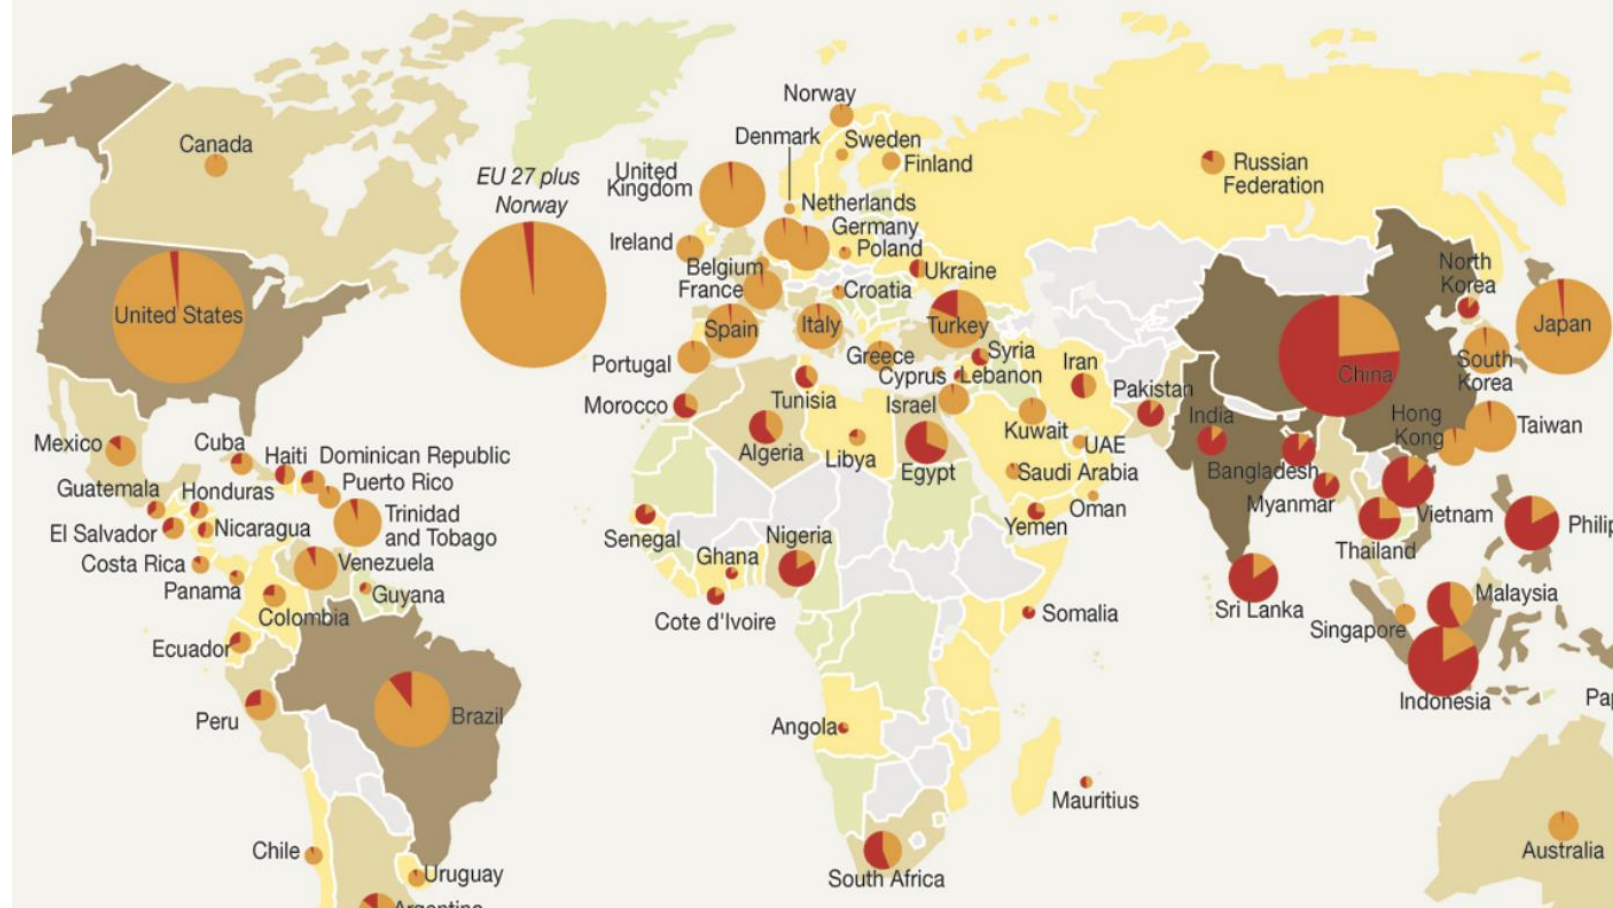 Canada
United States
Mexico
Cuba
Haiti
Dominican Republic
Puerto Rico
Guatemala
Honduras
El Salvador
Nicaragua
Trinidad
and Tobago
Costa Rica
Venezuela
Panama
Guyana
Colombia
Ecuador
Peru
Brazil
Chile
Uruguay
Argentina
EU 27 plus
Norway
Norway
Denmark
Sweden
Finland
United
Kingdom
Netherlands
Germany
Ireland
Poland
Belgium
France
Ukraine
Croatia
Spain
Italy
Turkey
Portugal
Greece
Syria
Cyprus
Lebanon
Israel
Iran
Morocco
Tunisia
Algeria
Libya
Egypt
Kuwait
UAE
Saudi Arabia
Oman
Yemen
Senegal
Ghana
Nigeria
Cote d'Ivoire
Somalia
Angola
Mauritius
South Africa
Russian
Federation
North
Korea
Japan
China
South
Korea
Pakistan
India
Hong
Kong
Taiwan
Bangladesh
Myanmar
Vietnam
Thailand
Philip
Sri Lanka
Malaysia
Singapore
Indonesia
Pap
Australia